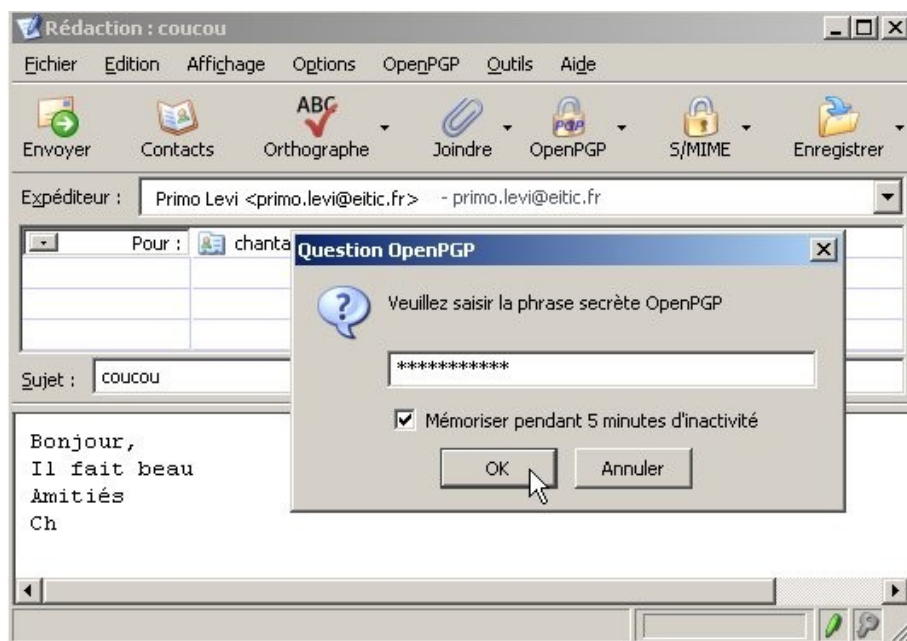 Rédaction : coucou
Fichier Edition Affichage Options OpenPGP Outils Aide
ABC PGP
Envoyer Contacts Orthographe Joindre OpenPGP S/MIME Enregistrer
Expéditeur : Primo Levi <primo.levi@eitic.fr> - primo.levi@eitic.fr
Pour : chanta
Question OpenPGP
Veuillez saisir la phrase secrète OpenPGP
***********
Mémoriser pendant 5 minutes d'inactivité
OK Annuler
Sujet : coucou
Bonjour,
Il fait beau
Amitiés
Ch